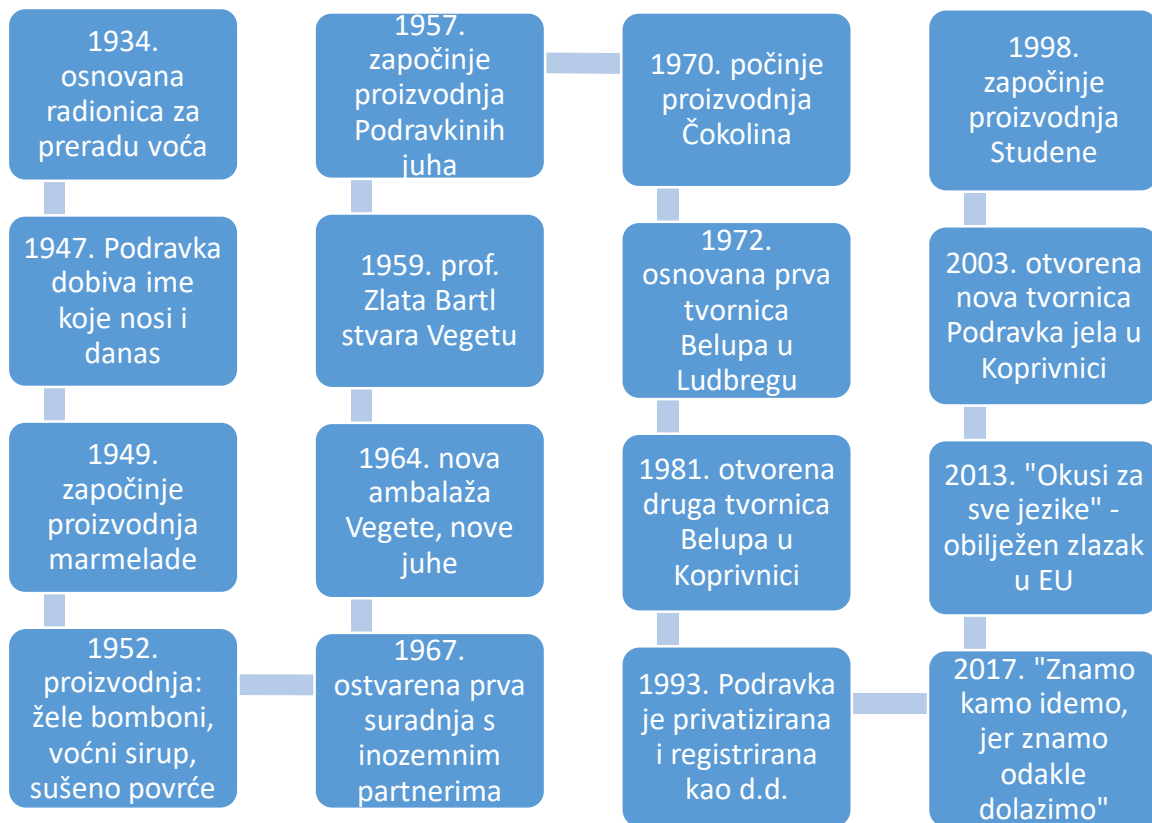 1934.
osnovana
radionica za
preradu voća
1947. Podravka
dobiva ime
koje nosi i
danas
1949.
započinje
proizvodnja
marmelade
1952.
proizvodnja:
žele bomboni,
voćni sirup,
sušeno povrće
1957.
započinje
proizvodnja
Podravkinih
juha
1959. prof.
Zlata Bartl
stvara Vegetu
1964. nova
ambalaža
Vegete, nove
juhe
1967.
ostvarena prva
suradnja s
inozemnim
partnerima
1970. počinje
proizvodnja
Čokolina
1972.
osnovana prva
tvornica
Belupa u
Ludbregu
1981. otvorena
druga tvornica
Belupa u
Koprivnici
1993. Podravka
je privatizirana
i registrirana
kao d.d.
1998.
započinje
proizvodnja
Studene
2003. otvorena
nova tvornica
Podravka jela u
Koprivnici
2013. "Okusi za
sve jezike" -
obilježen zlazak
u EU
2017. "Znamo
kamo idemo,
jer znamo
odakle
dolazimo"